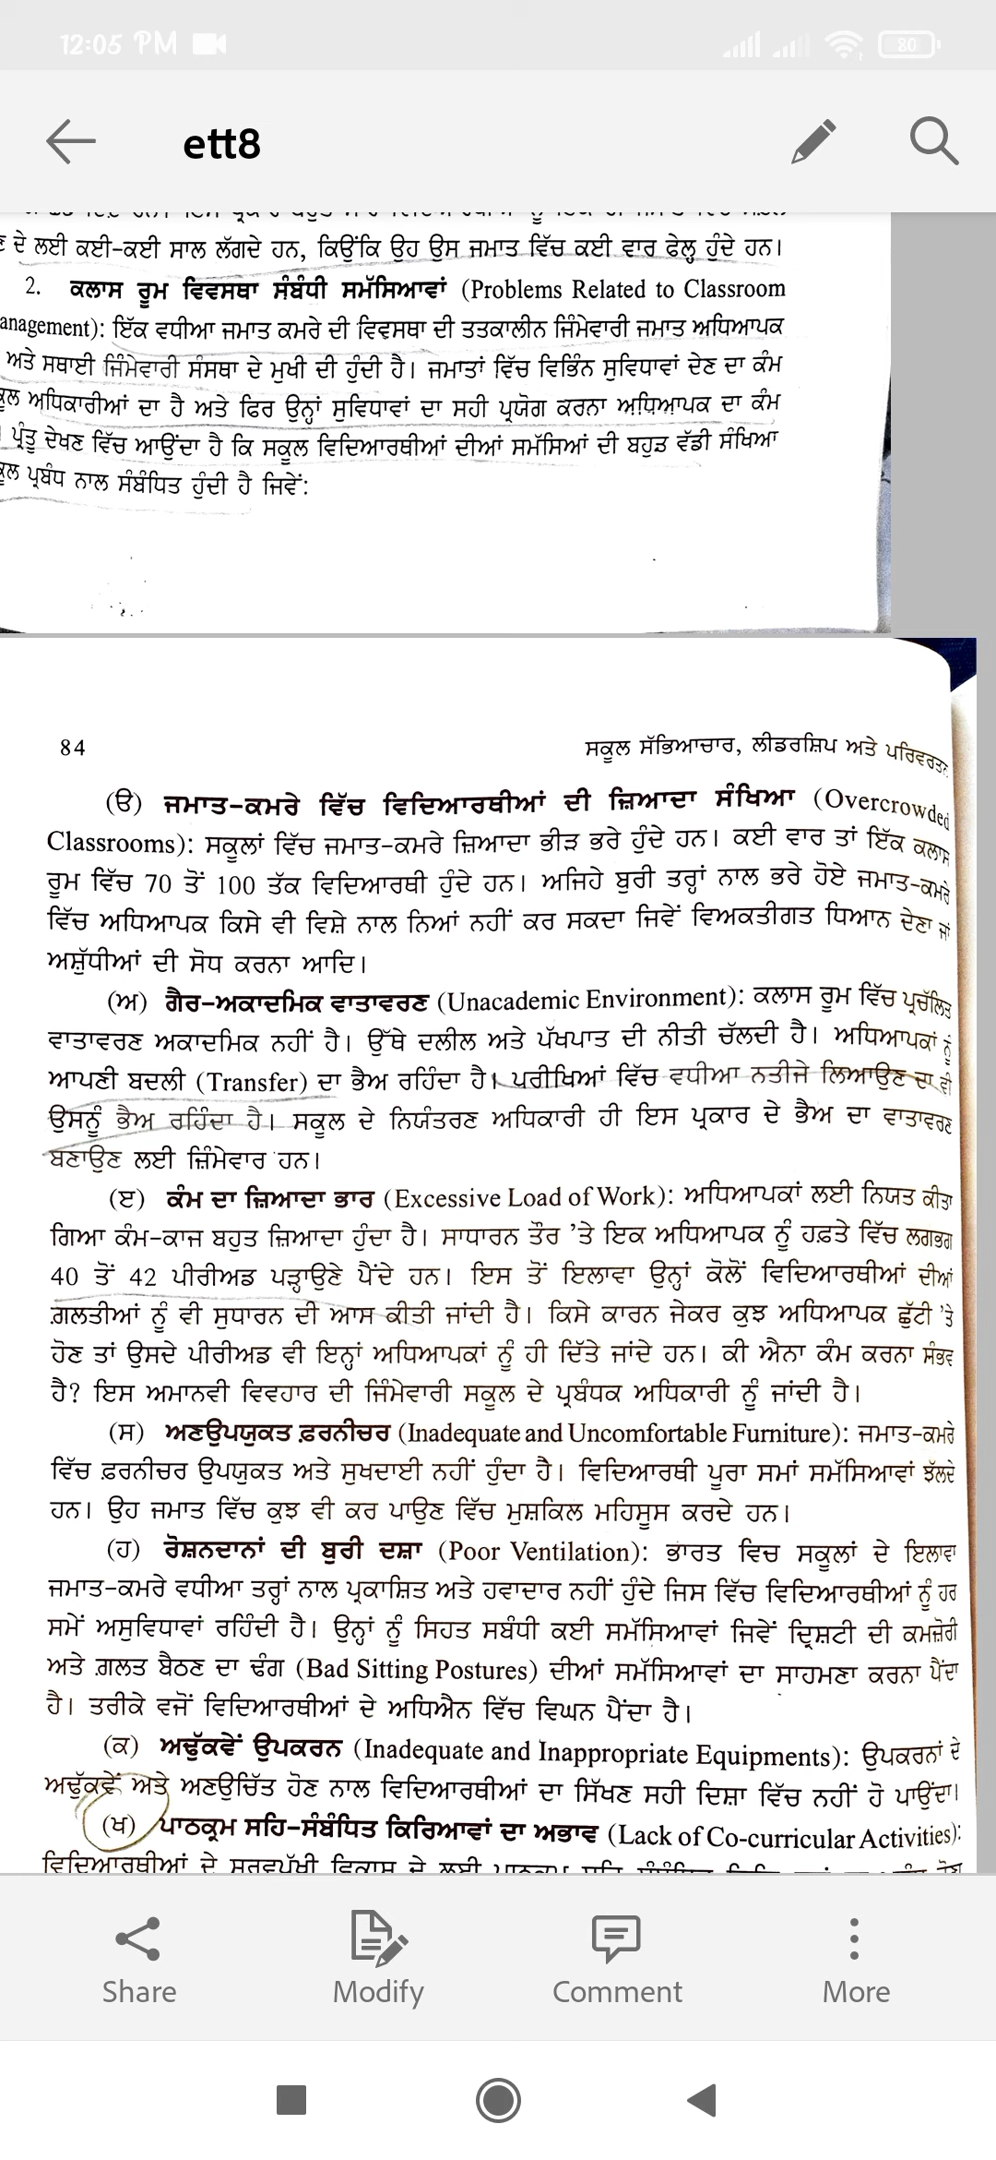 12:05 PM
80
ett8
ਦੇ ਲਈ ਕਈ-ਕਈ ਸਾਲ ਲੱਗਦੇ ਹਨ, ਕਿਉਂਕਿ ਉਹ ਉਸ ਜਮਾਤ ਵਿੱਚ ਕਈ ਵਾਰ ਫੇਲ੍ਹ ਹੁੰਦੇ ਹਨ।
2. ਕਲਾਸ ਰੂਮ ਵਿਵਸਥਾ ਸੰਬੰਧੀ ਸਮੱਸਿਆਵਾਂ (Problems Related to Classroom
anagement): ਇੱਕ ਵਧੀਆ ਜਮਾਤ ਕਮਰੇ ਦੀ ਵਿਵਸਥਾ ਦੀ ਤਤਕਾਲੀਨ ਜਿੰਮੇਵਾਰੀ ਜਮਾਤ ਅਧਿਆਪਕ
ਅਤੇ ਸਥਾਈ ਜਿੰਮੇਵਾਰੀ ਸੰਸਥਾ ਦੇ ਮੁਖੀ ਦੀ ਹੁੰਦੀ ਹੈ। ਜਮਾਤਾਂ ਵਿੱਚ ਵਿਭਿੰਨ ਸੁਵਿਧਾਵਾਂ ਦੇਣ ਦਾ ਕੰਮ
ਕੂਲ ਅਧਿਕਾਰੀਆਂ ਦਾ ਹੈ ਅਤੇ ਫਿਰ ਉਨ੍ਹਾਂ ਸੁਵਿਧਾਵਾਂ ਦਾ ਸਹੀ ਪ੍ਰਯੋਗ ਕਰਨਾ ਅਧਿਆਪਕ ਦਾ ਕੰਮ
। ਪ੍ਰੰਤੂ ਦੇਖਣ ਵਿੱਚ ਆਉਂਦਾ ਹੈ ਕਿ ਸਕੂਲ ਵਿਦਿਆਰਥੀਆਂ ਦੀਆਂ ਸਮੱਸਿਆਂ ਦੀ ਬਹੁਤ ਵੱਡੀ ਸੰਖਿਆ
ਕੂਲ ਪ੍ਰਬੰਧ ਨਾਲ ਸੰਬੰਧਿਤ ਹੁੰਦੀ ਹੈ ਜਿਵੇਂ:
84 ਸਕੂਲ ਸੱਭਿਆਚਾਰ, ਲੀਡਰਸ਼ਿਪ ਅਤੇ ਪਰਿਵਰਤਨ
(ੳ) ਜਮਾਤ-ਕਮਰੇ ਵਿੱਚ ਵਿਦਿਆਰਥੀਆਂ ਦੀ ਜ਼ਿਆਦਾ ਸੰਖਿਆ (Overcrowded
Classrooms): ਸਕੂਲਾਂ ਵਿੱਚ ਜਮਾਤ-ਕਮਰੇ ਜ਼ਿਆਦਾ ਭੀੜ ਭਰੇ ਹੁੰਦੇ ਹਨ। ਕਈ ਵਾਰ ਤਾਂ ਇੱਕ ਕਲਾਸ
ਰੂਮ ਵਿੱਚ 70 ਤੋਂ 100 ਤੱਕ ਵਿਦਿਆਰਥੀ ਹੁੰਦੇ ਹਨ। ਅਜਿਹੇ ਬੁਰੀ ਤਰ੍ਹਾਂ ਨਾਲ ਭਰੇ ਹੋਏ ਜਮਾਤ-ਕਮਰੇ
ਵਿੱਚ ਅਧਿਆਪਕ ਕਿਸੇ ਵੀ ਵਿਸ਼ੇ ਨਾਲ ਨਿਆਂ ਨਹੀਂ ਕਰ ਸਕਦਾ ਜਿਵੇਂ ਵਿਅਕਤੀਗਤ ਧਿਆਨ ਦੇਣਾ ਜਾਂ
ਅਸ਼ੁੱਧੀਆਂ ਦੀ ਸੋਧ ਕਰਨਾ ਆਦਿ।
(ਅ) ਗੈਰ-ਅਕਾਦਮਿਕ ਵਾਤਾਵਰਣ (Unacademic Environment): ਕਲਾਸ ਰੂਮ ਵਿੱਚ ਪ੍ਰਚੱਲਿਤ
ਵਾਤਾਵਰਣ ਅਕਾਦਮਿਕ ਨਹੀਂ ਹੈ। ਉੱਥੇ ਦਲੀਲ ਅਤੇ ਪੱਖਪਾਤ ਦੀ ਨੀਤੀ ਚੱਲਦੀ ਹੈ। ਅਧਿਆਪਕਾਂ ਨੂੰ
ਆਪਣੀ ਬਦਲੀ (Transfer) ਦਾ ਭੈਅ ਰਹਿੰਦਾ ਹੈ। ਪਰੀਖਿਆਂ ਵਿੱਚ ਵਧੀਆ ਨਤੀਜੇ ਲਿਆਉਣ ਦਾ ਵੀ
ਉਸਨੂੰ ਭੈਅ ਰਹਿੰਦਾ ਹੈ। ਸਕੂਲ ਦੇ ਨਿਯੰਤਰਣ ਅਧਿਕਾਰੀ ਹੀ ਇਸ ਪ੍ਰਕਾਰ ਦੇ ਭੈਅ ਦਾ ਵਾਤਾਵਰਣ
ਬਣਾਉਣ ਲਈ ਜ਼ਿੰਮੇਵਾਰ ਹਨ।
(ੲ) ਕੰਮ ਦਾ ਜ਼ਿਆਦਾ ਭਾਰ (Excessive Load of Work): ਅਧਿਆਪਕਾਂ ਲਈ ਨਿਯਤ ਕੀਤਾ
ਗਿਆ ਕੰਮ-ਕਾਜ ਬਹੁਤ ਜ਼ਿਆਦਾ ਹੁੰਦਾ ਹੈ। ਸਾਧਾਰਨ ਤੌਰ 'ਤੇ ਇਕ ਅਧਿਆਪਕ ਨੂੰ ਹਫ਼ਤੇ ਵਿੱਚ ਲਗਭਗ
40 ਤੋਂ 42 ਪੀਰੀਅਡ ਪੜ੍ਹਾਉਣੇ ਪੈਂਦੇ ਹਨ। ਇਸ ਤੋਂ ਇਲਾਵਾ ਉਨ੍ਹਾਂ ਕੋਲੋਂ ਵਿਦਿਆਰਥੀਆਂ ਦੀਆਂ
ਗ਼ਲਤੀਆਂ ਨੂੰ ਵੀ ਸੁਧਾਰਨ ਦੀ ਆਸ ਕੀਤੀ ਜਾਂਦੀ ਹੈ। ਕਿਸੇ ਕਾਰਨ ਜੇਕਰ ਕੁਝ ਅਧਿਆਪਕ ਛੁੱਟੀ 'ਤੇ
ਹੋਣ ਤਾਂ ਉਸਦੇ ਪੀਰੀਅਡ ਵੀ ਇਨ੍ਹਾਂ ਅਧਿਆਪਕਾਂ ਨੂੰ ਹੀ ਦਿੱਤੇ ਜਾਂਦੇ ਹਨ। ਕੀ ਐਨਾ ਕੰਮ ਕਰਨਾ ਸੰਭਵ
ਹੈ? ਇਸ ਅਮਾਨਵੀ ਵਿਵਹਾਰ ਦੀ ਜਿੰਮੇਵਾਰੀ ਸਕੂਲ ਦੇ ਪ੍ਰਬੰਧਕ ਅਧਿਕਾਰੀ ਨੂੰ ਜਾਂਦੀ ਹੈ।
(ਸ) ਅਣਉਪਯੁਕਤ ਫ਼ਰਨੀਚਰ (Inadequate and Uncomfortable Furniture): ਜਮਾਤ-ਕਮਰੇ
ਵਿੱਚ ਫ਼ਰਨੀਚਰ ਉਪਯੁਕਤ ਅਤੇ ਸੁਖਦਾਈ ਨਹੀਂ ਹੁੰਦਾ ਹੈ। ਵਿਦਿਆਰਥੀ ਪੂਰਾ ਸਮਾਂ ਸਮੱਸਿਆਵਾਂ ਝੱਲਦੇ
ਹਨ। ਉਹ ਜਮਾਤ ਵਿੱਚ ਕੁਝ ਵੀ ਕਰ ਪਾਉਣ ਵਿੱਚ ਮੁਸ਼ਕਿਲ ਮਹਿਸੂਸ ਕਰਦੇ ਹਨ।
(ਹ) ਰੋਸ਼ਨਦਾਨਾਂ ਦੀ ਬੁਰੀ ਦਸ਼ਾ (Poor Ventilation): ਭਾਰਤ ਵਿਚ ਸਕੂਲਾਂ ਦੇ ਇਲਾਵਾ
ਜਮਾਤ-ਕਮਰੇ ਵਧੀਆ ਤਰ੍ਹਾਂ ਨਾਲ ਪ੍ਰਕਾਸ਼ਿਤ ਅਤੇ ਹਵਾਦਾਰ ਨਹੀਂ ਹੁੰਦੇ ਜਿਸ ਵਿੱਚ ਵਿਦਿਆਰਥੀਆਂ ਨੂੰ ਹਰ
ਸਮੇਂ ਅਸੁਵਿਧਾਵਾਂ ਰਹਿੰਦੀ ਹੈ। ਉਨ੍ਹਾਂ ਨੂੰ ਸਿਹਤ ਸਬੰਧੀ ਕਈ ਸਮੱਸਿਆਵਾਂ ਜਿਵੇਂ ਦ੍ਰਿਸ਼ਟੀ ਦੀ ਕਮਜ਼ੋਰੀ
ਅਤੇ ਗ਼ਲਤ ਬੈਠਣ ਦਾ ਢੰਗ (Bad Sitting Postures) ਦੀਆਂ ਸਮੱਸਿਆਵਾਂ ਦਾ ਸਾਹਮਣਾ ਕਰਨਾ ਪੈਂਦਾ
ਹੈ। ਤਰੀਕੇ ਵਜੋਂ ਵਿਦਿਆਰਥੀਆਂ ਦੇ ਅਧਿਐਨ ਵਿੱਚ ਵਿਘਨ ਪੈਂਦਾ ਹੈ।
(ਕ) ਅਢੁੱਕਵੇਂ ਉਪਕਰਨ (Inadequate and Inappropriate Equipments): ਉਪਕਰਨਾਂ ਦੇ
ਅਢੁੱਕਵੇਂ ਅਤੇ ਅਣਉਚਿੱਤ ਹੋਣ ਨਾਲ ਵਿਦਿਆਰਥੀਆਂ ਦਾ ਸਿੱਖਣ ਸਹੀ ਦਿਸ਼ਾ ਵਿੱਚ ਨਹੀਂ ਹੋ ਪਾਉਂਦਾ।
(ਖ) ਪਾਠਕ੍ਰਮ ਸਹਿ-ਸੰਬੰਧਿਤ ਕਿਰਿਆਵਾਂ ਦਾ ਅਭਾਵ (Lack of Co-curricular Activities):
ਵਿਦਿਆਰਥੀਆਂ ਦੇ ਸਰਵਪੱਖੀ ਵਿਕਾਸ ਦੇ ਲਈ
Share
Modify
Comment
More